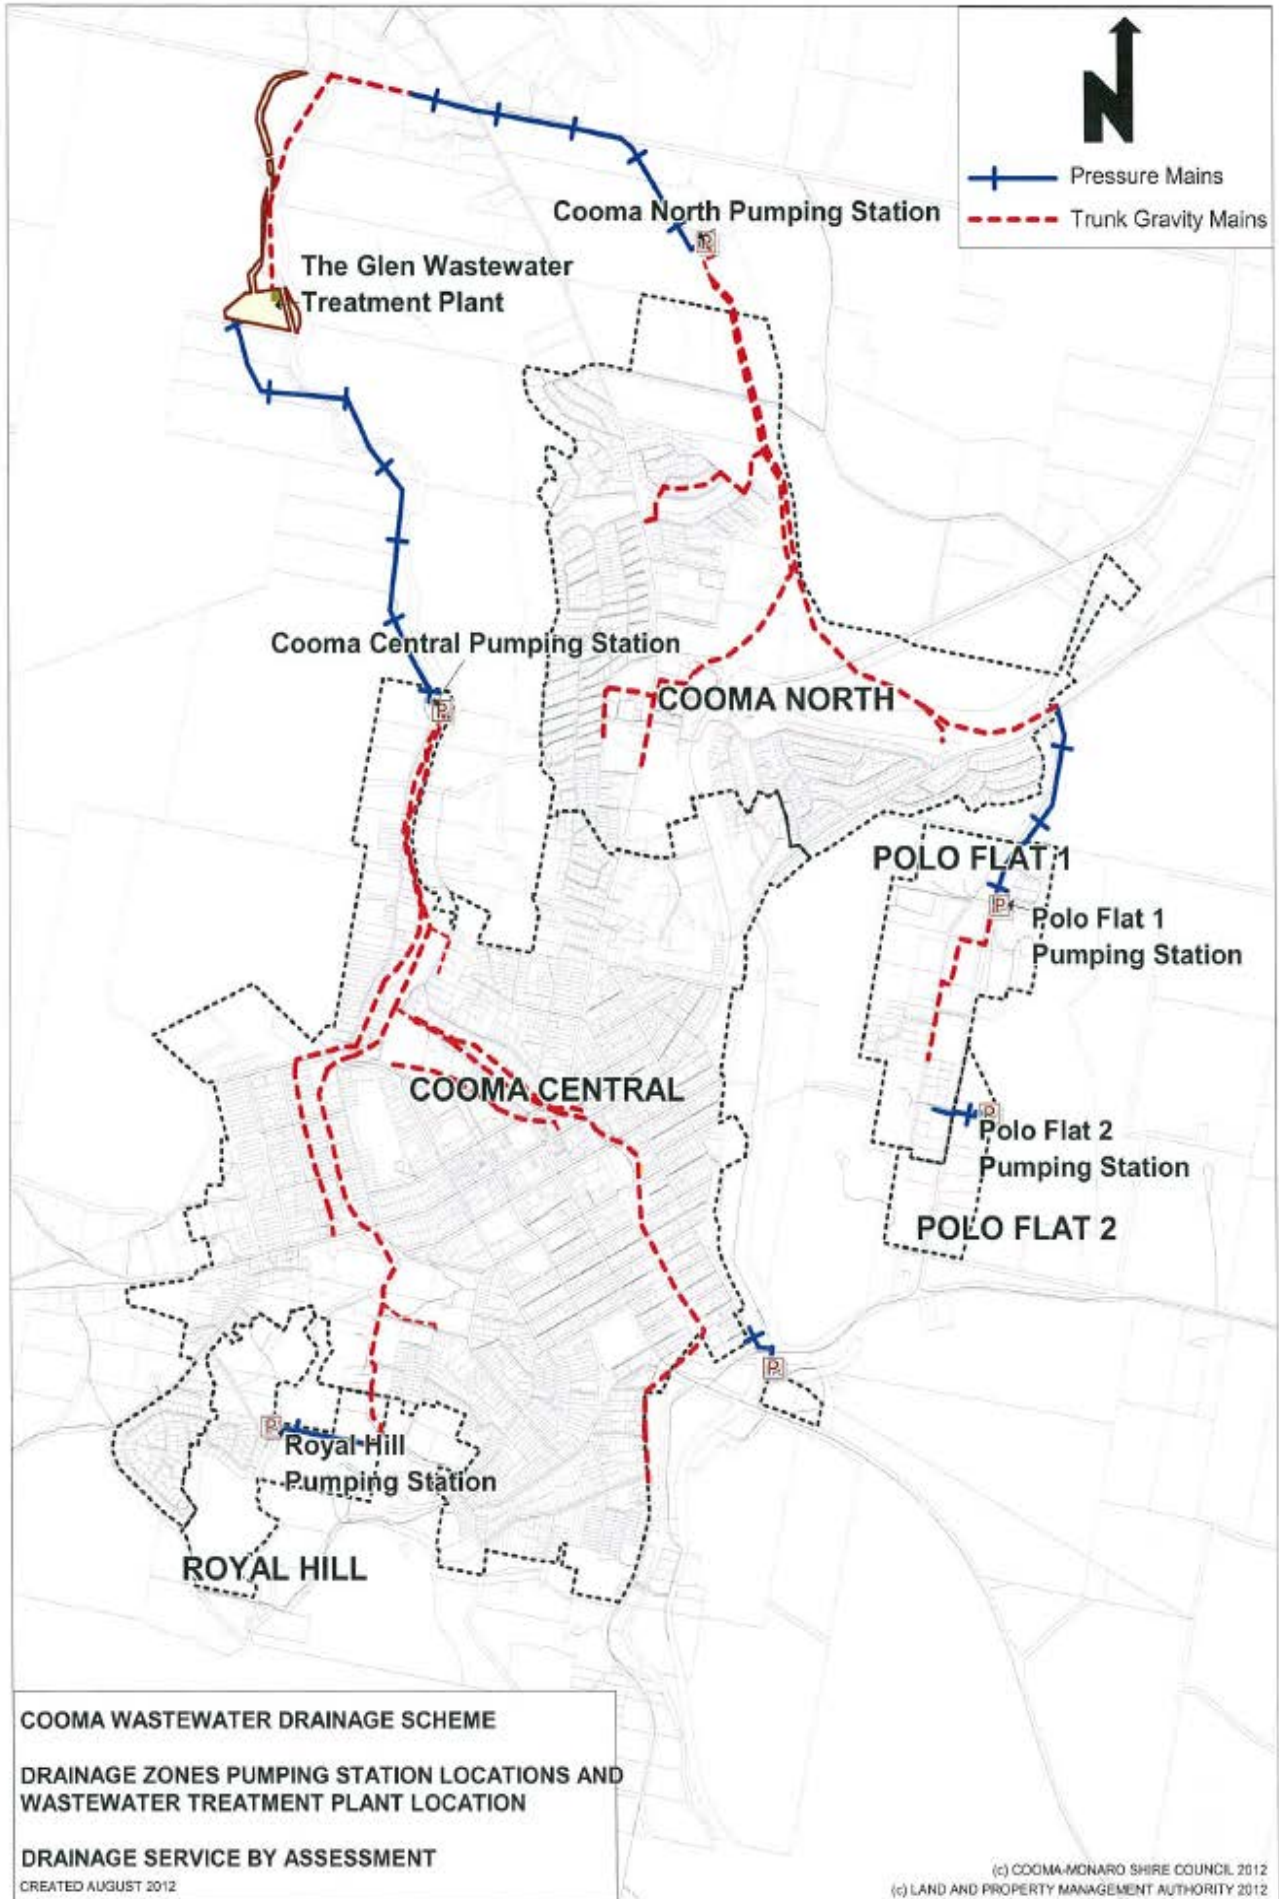 N
Pressure Mains
Trunk Gravity Mains
Cooma North Pumping Station
The Glen Wastewater
Treatment Plant
Cooma Central Pumping Station
COOMA NORTH
POLO FLAT 1
P
Polo Flat 1
Pumping Station
COOMA CENTRAL
P
Polo Flat 2
Pumping Station
POLO FLAT 2
P
P
Royal Hill
Pumping Station
ROYAL HILL
COOMA WASTEWATER DRAINAGE SCHEME
DRAINAGE ZONES PUMPING STATION LOCATIONS AND
WASTEWATER TREATMENT PLANT LOCATION
DRAINAGE SERVICE BY ASSESSMENT
CREATED AUGUST 2012
(c) COOMA-MONARO SHIRE COUNCIL 2012
(c) LAND AND PROPERTY MANAGEMENT AUTHORITY 2012